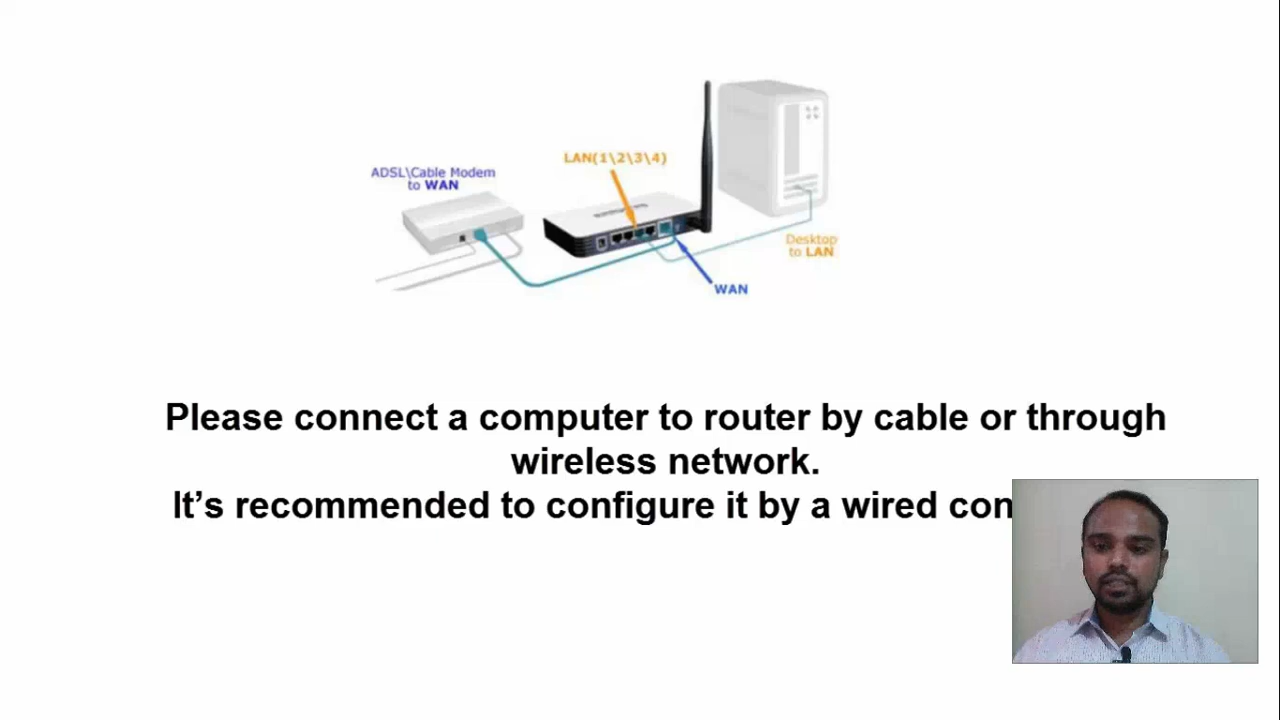 LAN(1\2\3\4)
ADSL\Cable Modem
to WAN
Desktop
to LAN
WAN
Please connect a computer to router by cable or through
wireless network.
It’s recommended to configure it by a wired con